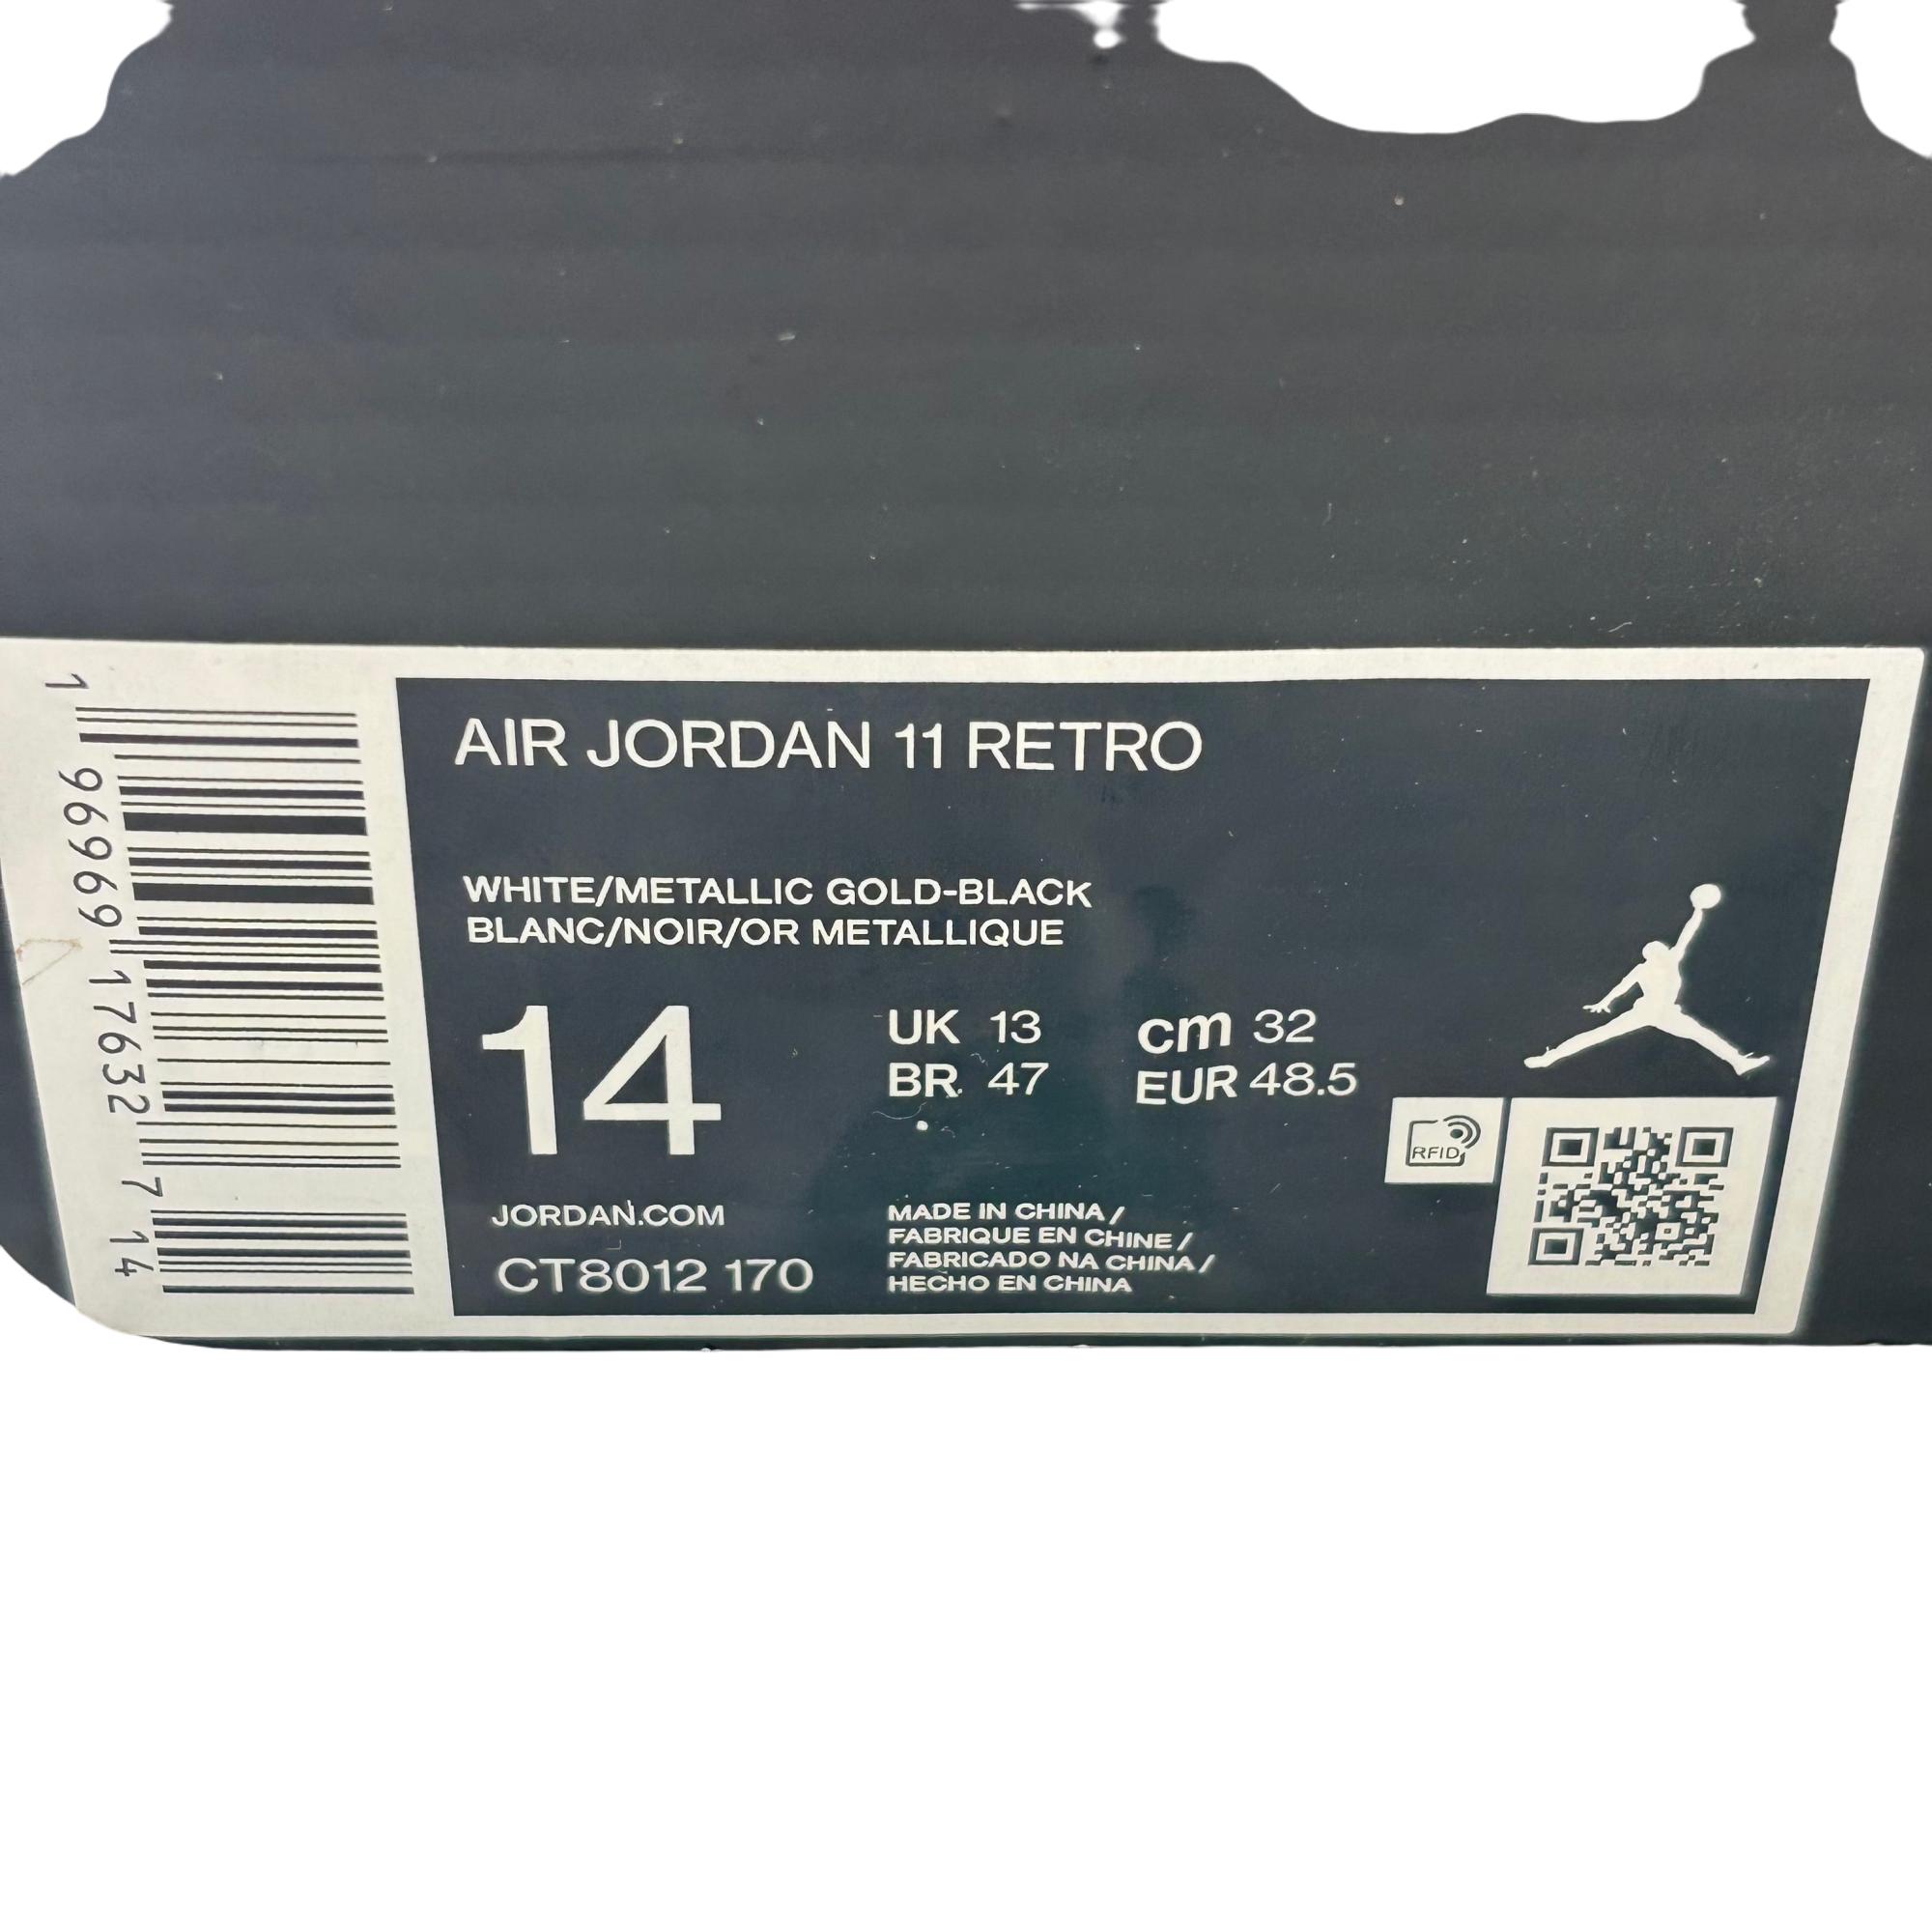 1 96969 17632 7 14
AIR JORDAN 11 RETRO
WHITE/METALLIC GOLD-BLACK
BLANC/NOIR/OR METALLIQUE
14
UK 13
BR 47
cm 32
EUR 48.5
RFID
JORDAN.COM
CT8012 170
MADE IN CHINA /
FABRIQUE EN CHINE /
FABRICADO NA CHINA /
HECHO EN CHINA